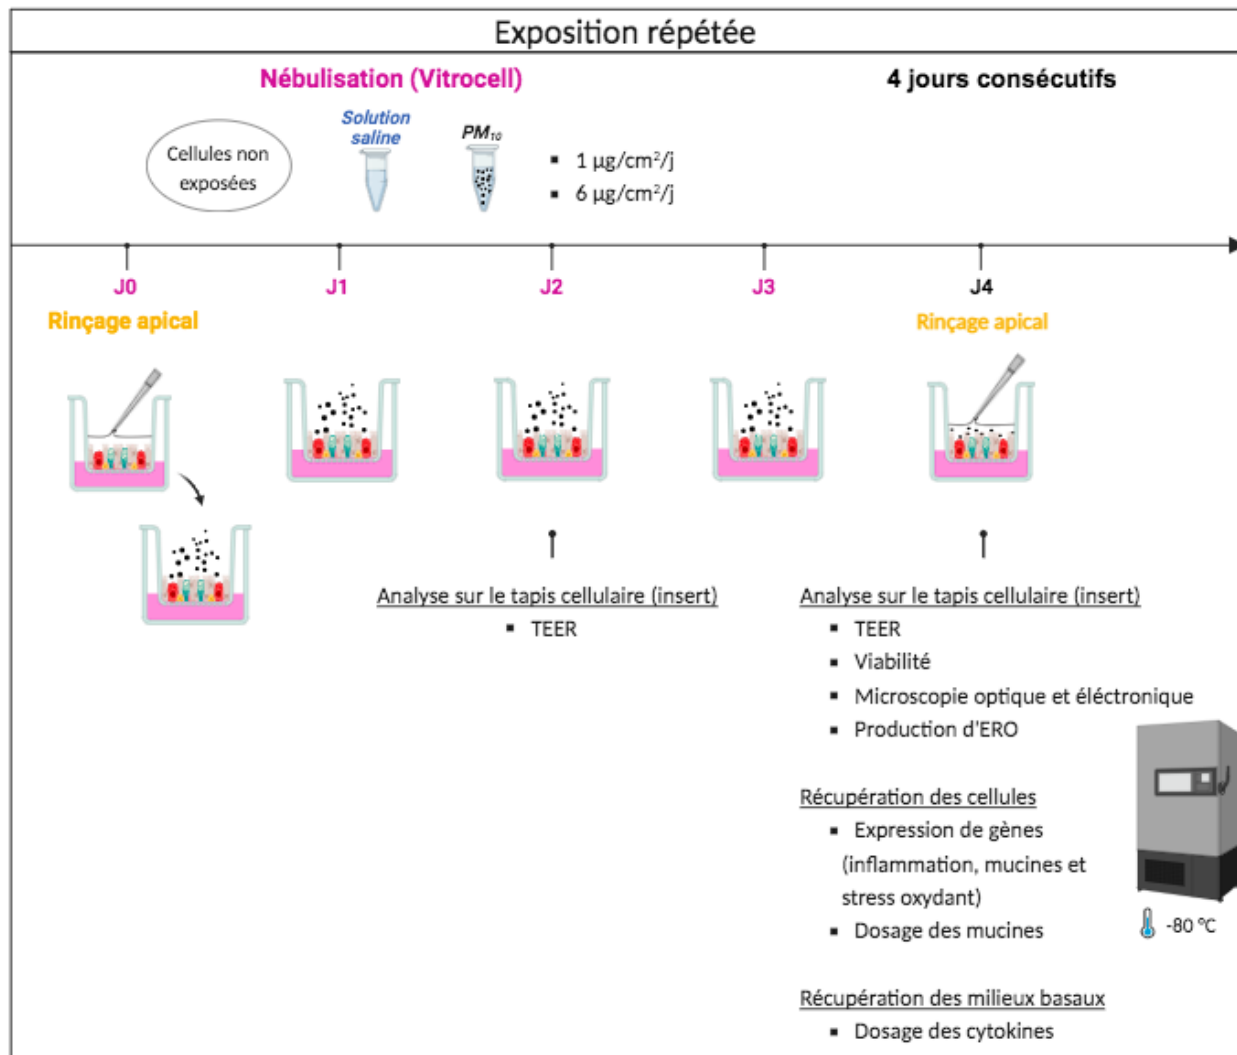 Exposition répétée
Nébulisation (Vitrocell)
4 jours consécutifs
Cellules non
exposées
Solution
saline
PM₁₀
▪ 1 µg/cm²/j
▪ 6 µg/cm²/j
J0
J1
J2
J3
J4
Rinçage apical
Rinçage apical
Analyse sur le tapis cellulaire (insert)
▪ TEER
Analyse sur le tapis cellulaire (insert)
▪ TEER
▪ Viabilité
▪ Microscopie optique et éléctronique
▪ Production d'ERO
Récupération des cellules
▪ Expression de gènes
(inflammation, mucines et
stress oxydant)
▪ Dosage des mucines
-80 °C
Récupération des milieux basaux
▪ Dosage des cytokines